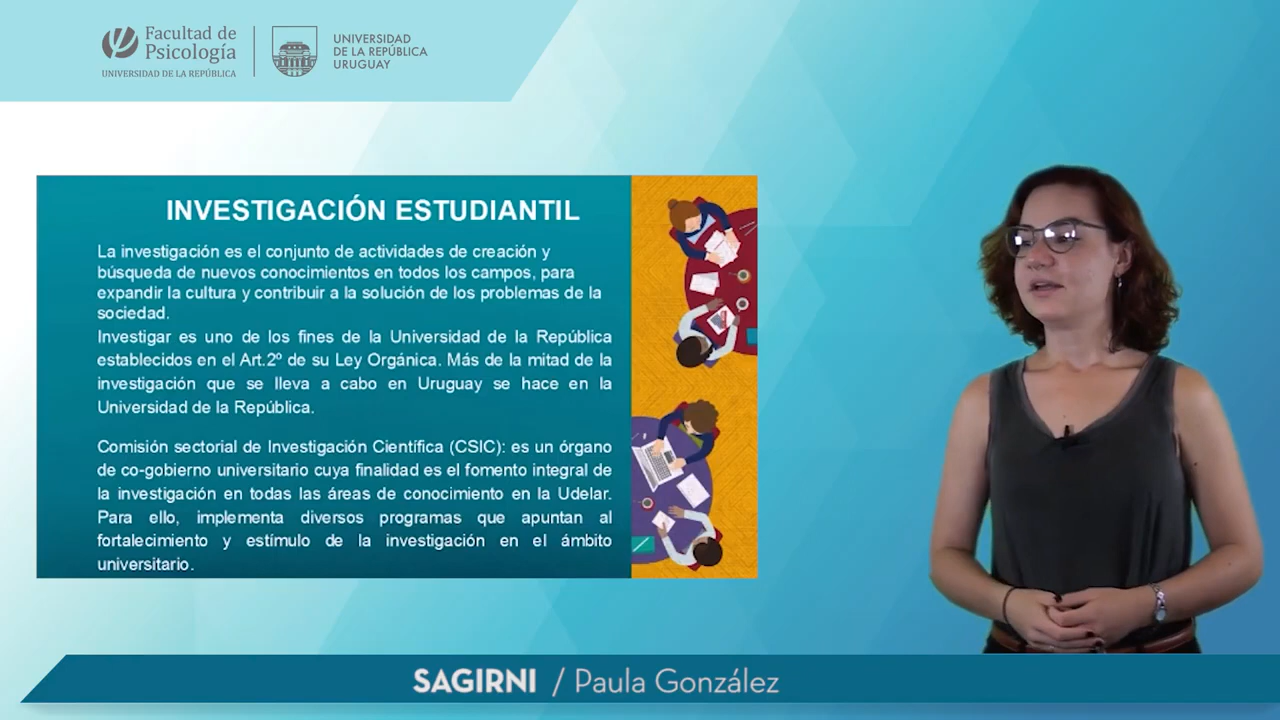 Facultad de
Psicología
UNIVERSIDAD DE LA REPÚBLICA
UNIVERSIDAD
DE LA REPÚBLICA
URUGUAY
INVESTIGACIÓN ESTUDIANTIL
La investigación es el conjunto de actividades de creación y
búsqueda de nuevos conocimientos en todos los campos, para
expandir la cultura y contribuir a la solución de los problemas de la
sociedad.
Investigar es uno de los fines de la Universidad de la República
establecidos en el Art.2º de su Ley Orgánica. Más de la mitad de la
investigación que se lleva a cabo en Uruguay se hace en la
Universidad de la República.
Comisión sectorial de Investigación Científica (CSIC): es un órgano
de co-gobierno universitario cuya finalidad es el fomento integral de
la investigación en todas las áreas de conocimiento en la Udelar.
Para ello, implementa diversos programas que apuntan al
fortalecimiento y estímulo de la investigación en el ámbito
universitario.
SAGIRNI / Paula González